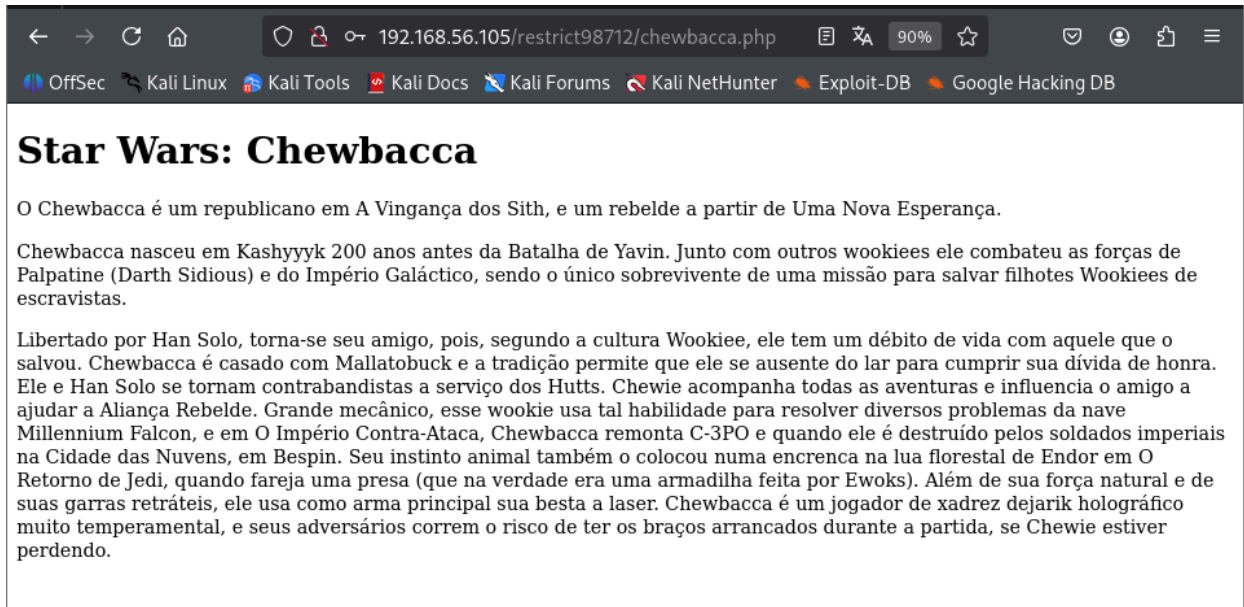 192.168.56.105/restrict98712/chewbacca.php 90%
OffSec Kali Linux Kali Tools Kali Docs Kali Forums Kali NetHunter Exploit-DB Google Hacking DB
Star Wars: Chewbacca
O Chewbacca é um republicano em A Vingança dos Sith, e um rebelde a partir de Uma Nova Esperança.
Chewbacca nasceu em Kashyyyk 200 anos antes da Batalha de Yavin. Junto com outros wookiees ele combateu as forças de
Palpatine (Darth Sidious) e do Império Galáctico, sendo o único sobrevivente de uma missão para salvar filhotes Wookiees de
escravistas.
Libertado por Han Solo, torna-se seu amigo, pois, segundo a cultura Wookiee, ele tem um débito de vida com aquele que o
salvou. Chewbacca é casado com Mallatobuck e a tradição permite que ele se ausente do lar para cumprir sua dívida de honra.
Ele e Han Solo se tornam contrabandistas a serviço dos Hutts. Chewie acompanha todas as aventuras e influencia o amigo a
ajudar a Aliança Rebelde. Grande mecânico, esse wookie usa tal habilidade para resolver diversos problemas da nave
Millennium Falcon, e em O Império Contra-Ataca, Chewbacca remonta C-3PO e quando ele é destruído pelos soldados imperiais
na Cidade das Nuvens, em Bespin. Seu instinto animal também o colocou numa encrenca na lua florestal de Endor em O
Retorno de Jedi, quando fareja uma presa (que na verdade era uma armadilha feita por Ewoks). Além de sua força natural e de
suas garras retráteis, ele usa como arma principal sua besta a laser. Chewbacca é um jogador de xadrez dejarik holográfico
muito temperamental, e seus adversários correm o risco de ter os braços arrancados durante a partida, se Chewie estiver
perdendo.